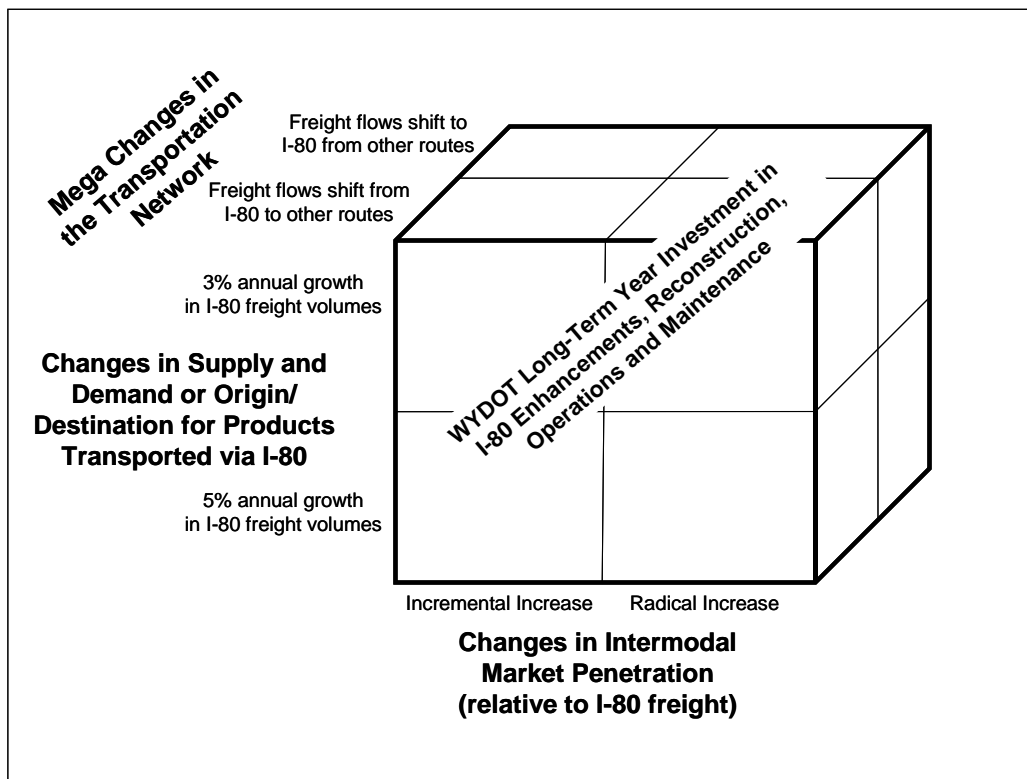 Mega Changes in
the Transportation
Network
Freight flows shift to
I-80 from other routes
Freight flows shift from
I-80 to other routes
3% annual growth
in I-80 freight volumes
Changes in Supply and
Demand or Origin/
Destination for Products
Transported via I-80
5% annual growth
in I-80 freight volumes
WYDOT Long-Term Year Investment in
I-80 Enhancements, Reconstruction,
Operations and Maintenance
Incremental Increase
Radical Increase
Changes in Intermodal
Market Penetration
(relative to I-80 freight)